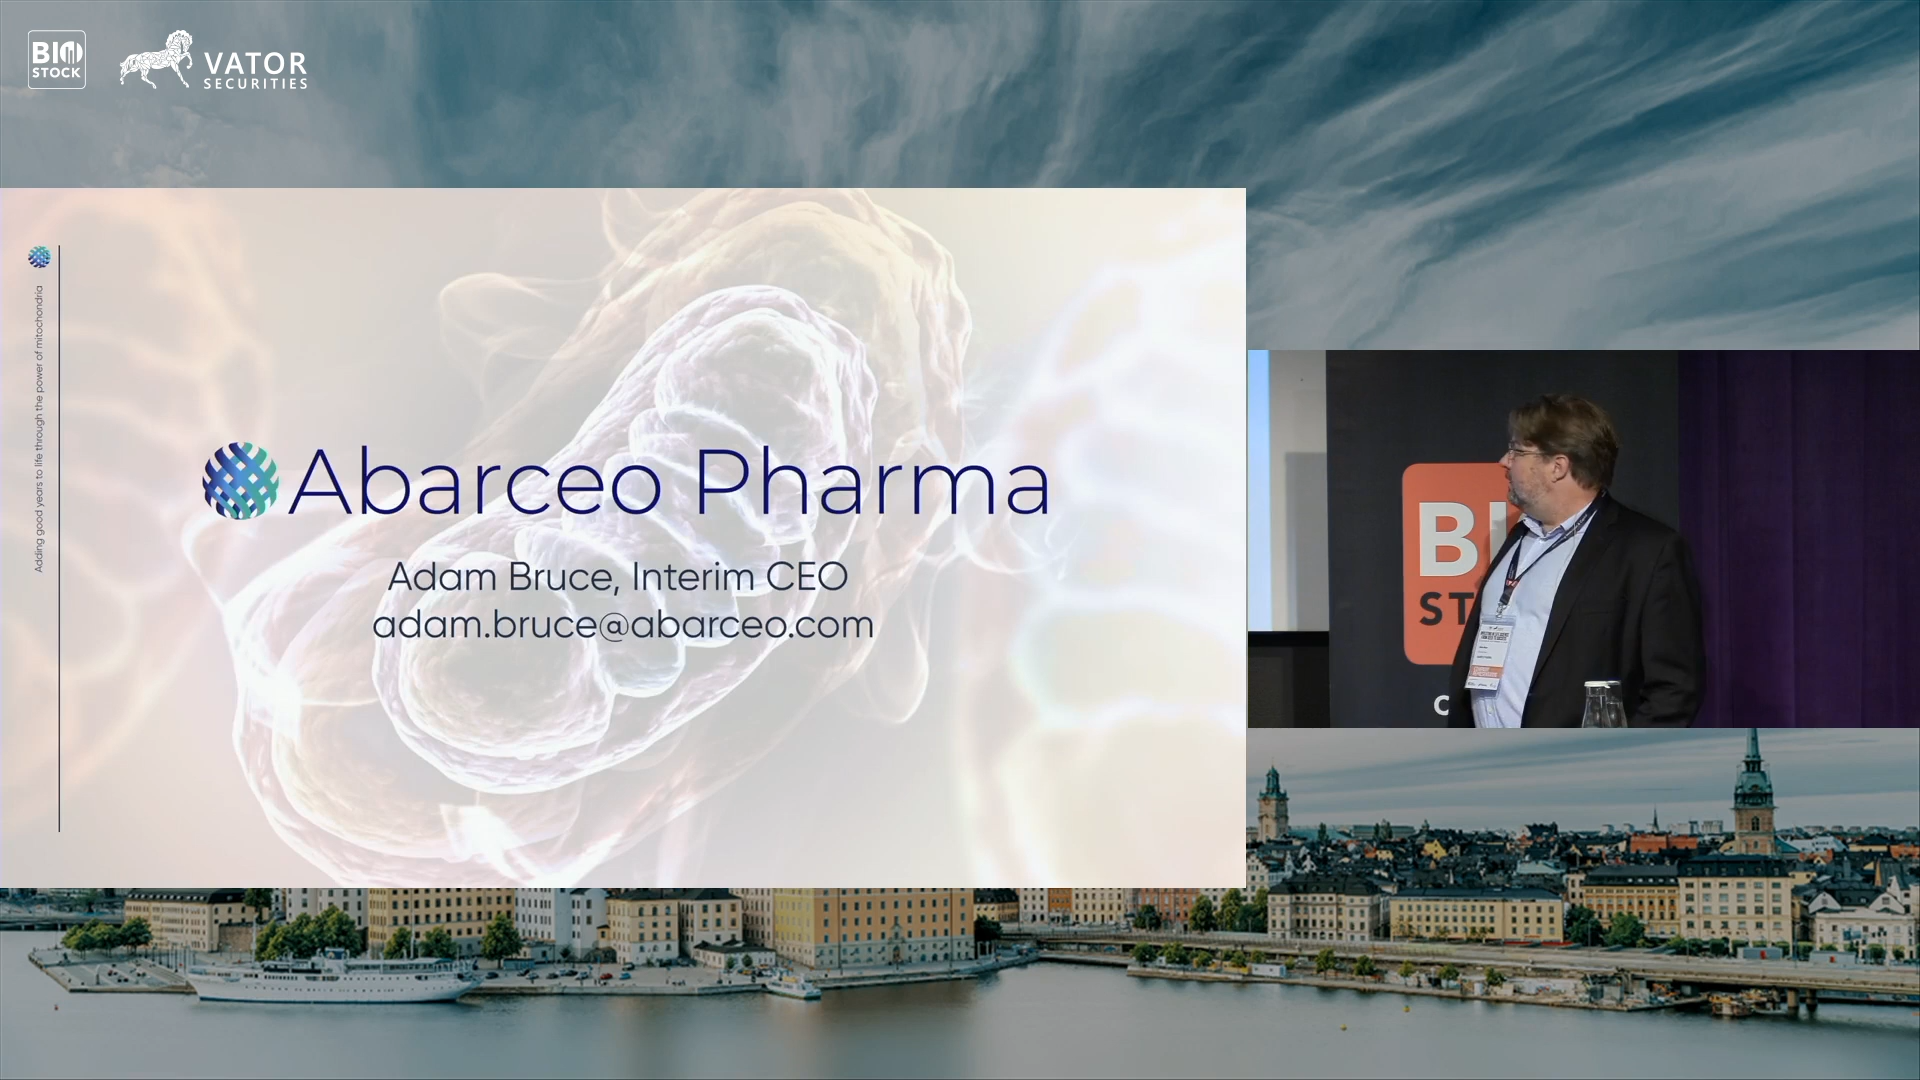 BIO
STOCK
VATOR
SECURITIES
Adding good years to life through the power of mitochondria
Abarceo Pharma
Adam Bruce, Interim CEO
adam.bruce@abarceo.com
BI
ST